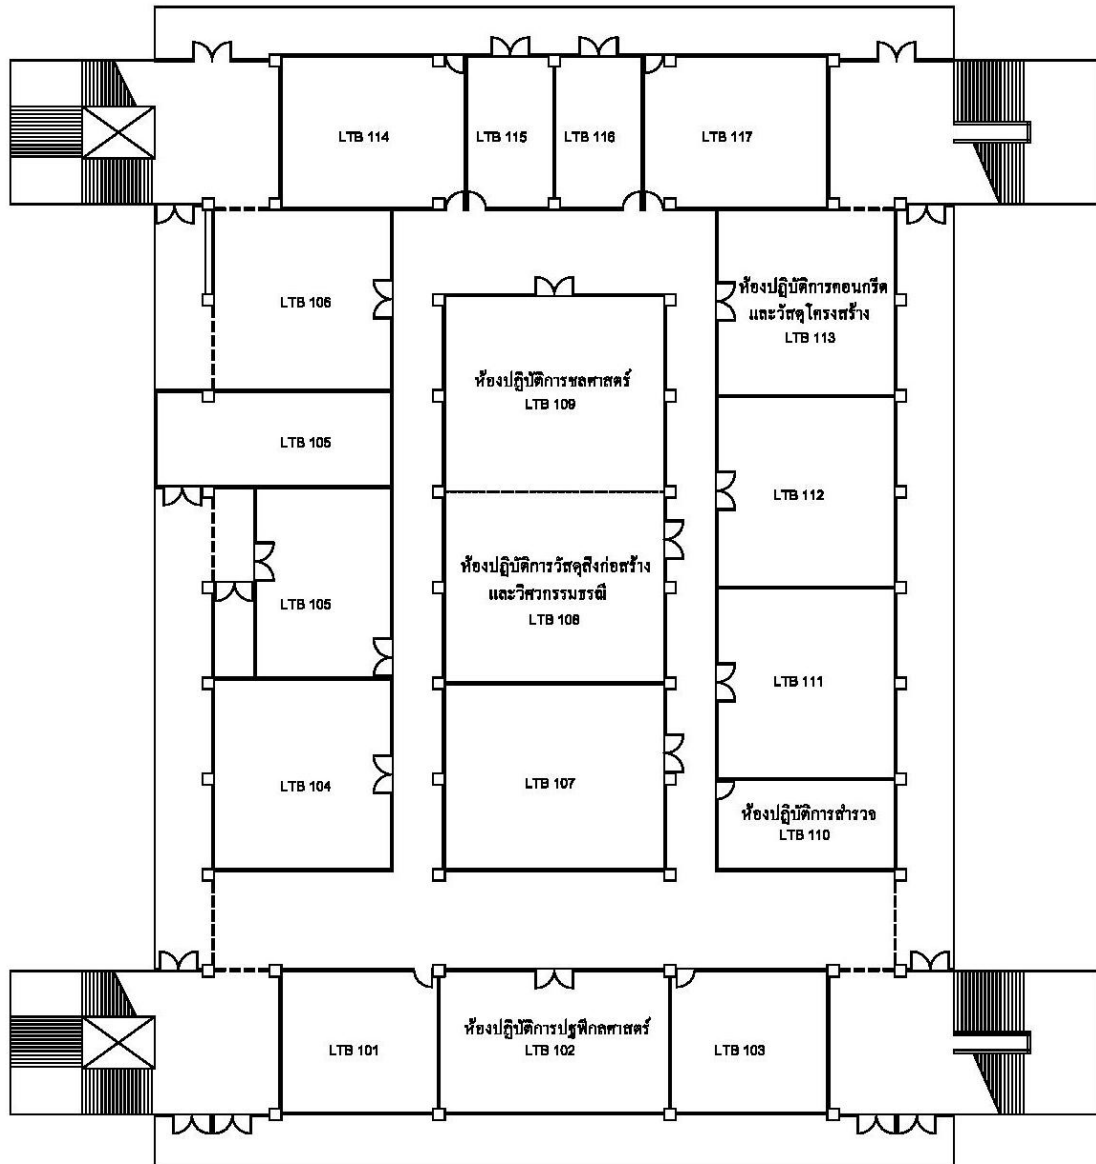 LTB 114
LTB 115
LTB 116
LTB 117
LTB 106
ห้องปฏิบัติการคอนกรีต
และวัสดุโครงสร้าง
LTB 113
ห้องปฏิบัติการชลศาสตร์
LTB 109
LTB 105
LTB 112
ห้องปฏิบัติการวัสดุสิ่งก่อสร้าง
และวิศวกรรมธรณี
LTB 108
LTB 105
LTB 111
LTB 104
LTB 107
ห้องปฏิบัติการสำรวจ
LTB 110
LTB 101
ห้องปฏิบัติการปฐพีกลศาสตร์
LTB 102
LTB 103